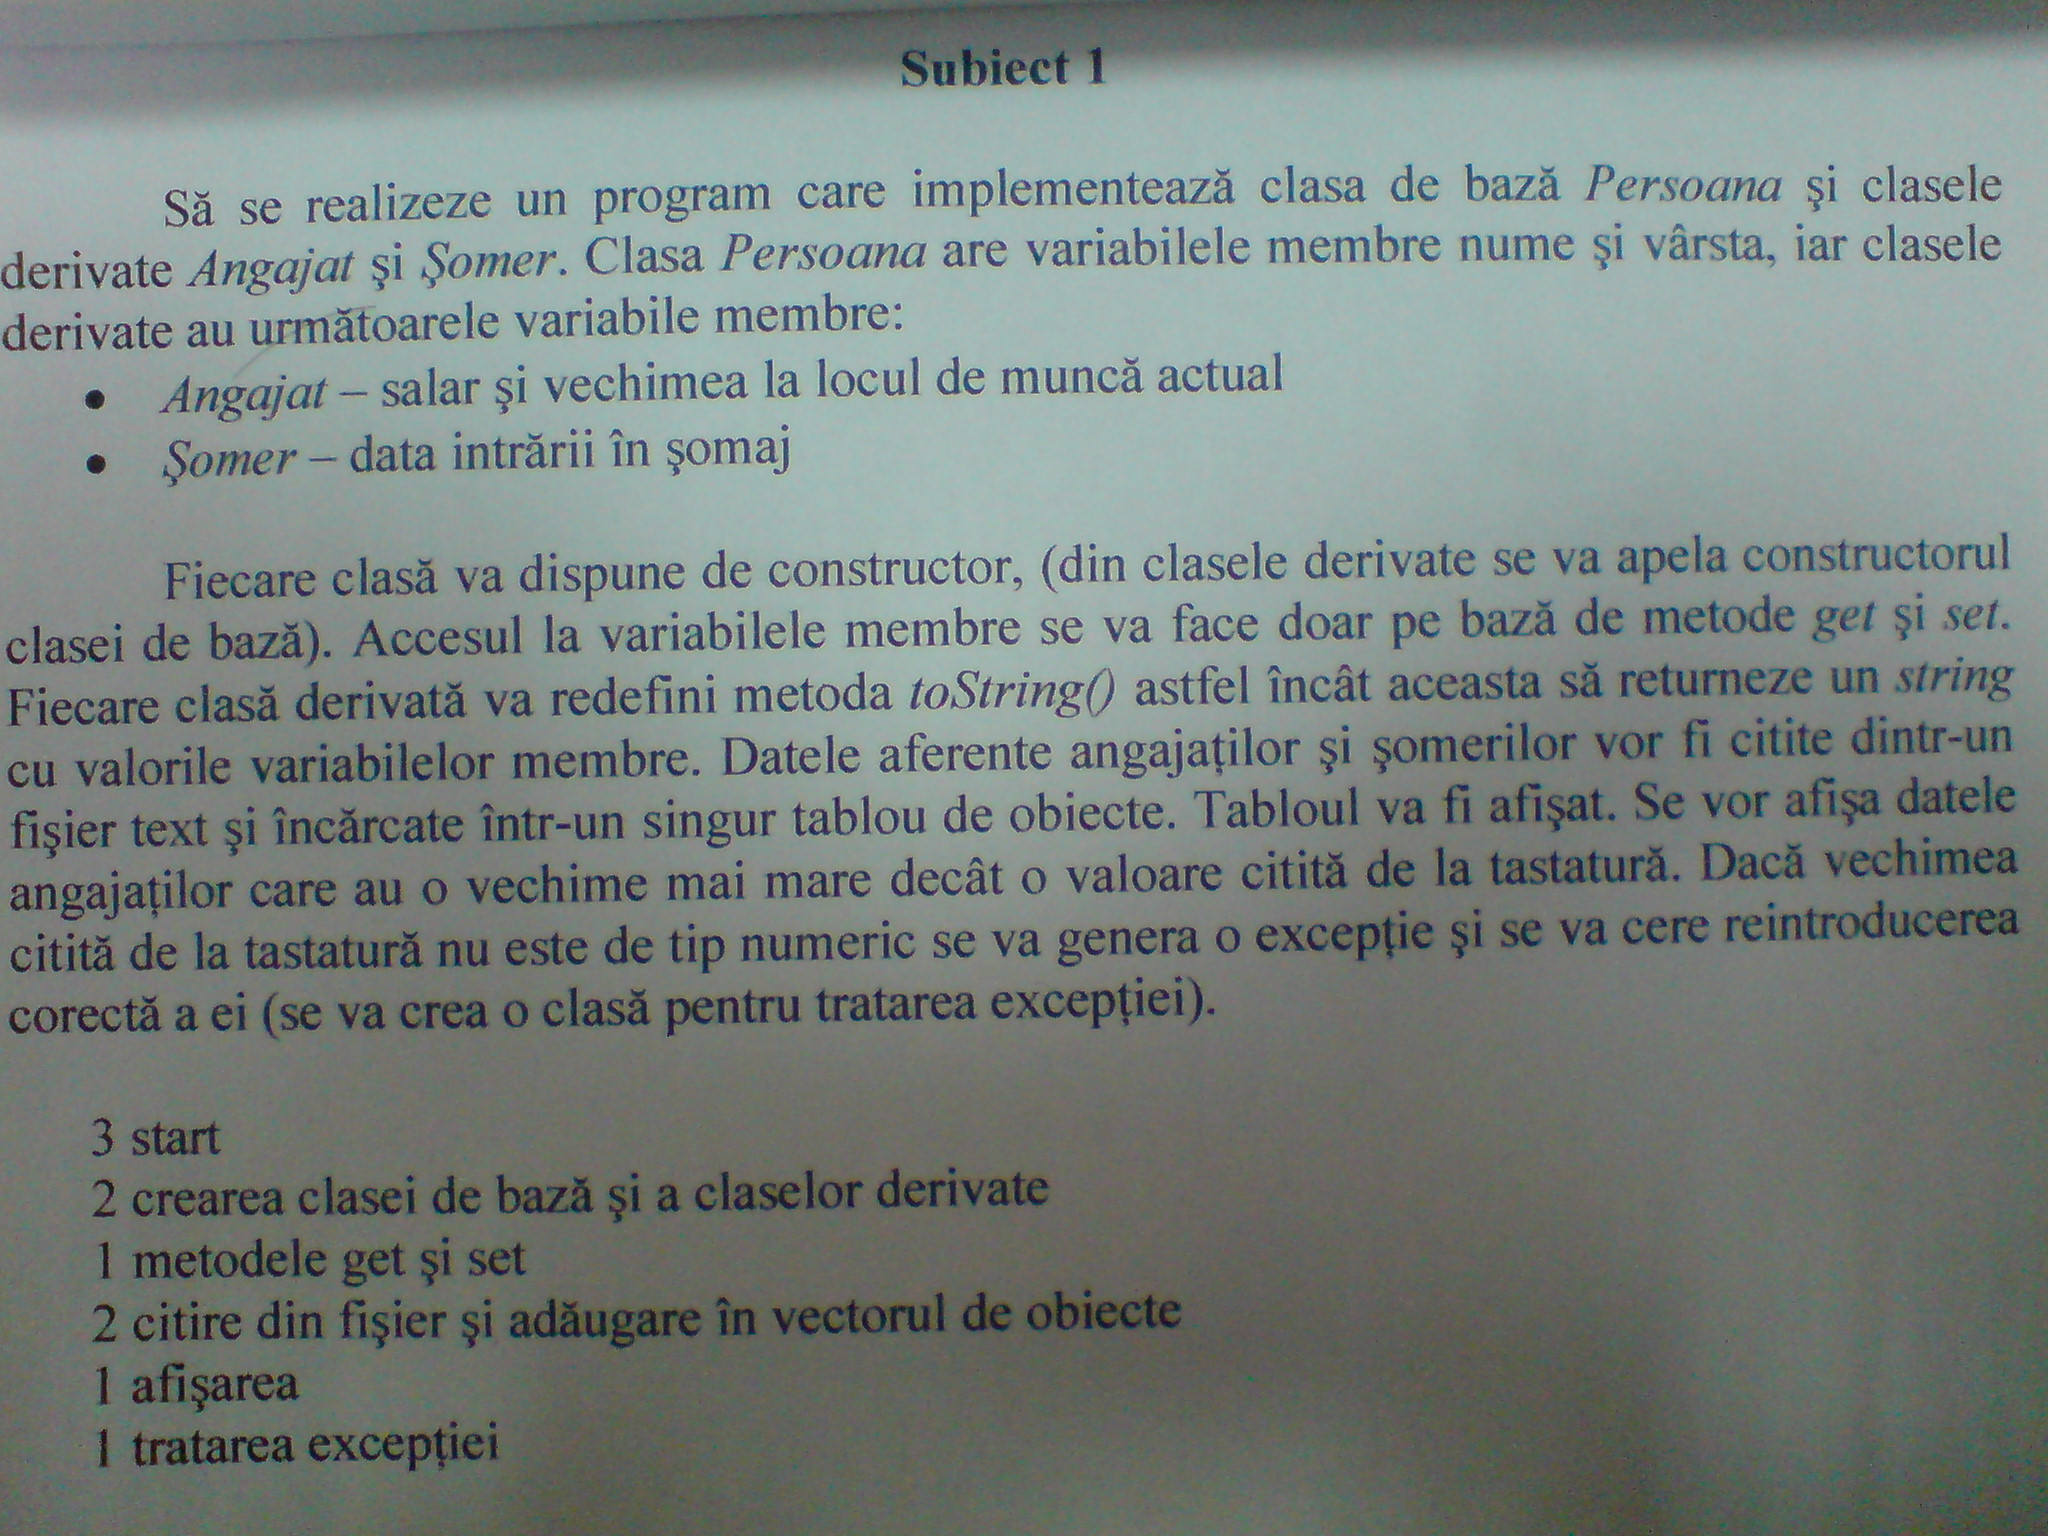 Subiect 1
Să se realizeze un program care implementează clasa de bază Persoana şi clasele
derivate Angajat şi Şomer. Clasa Persoana are variabilele membre nume şi vârsta, iar clasele
derivate au următoarele variabile membre:
• Angajat – salar şi vechimea la locul de muncă actual
• Şomer – data intrării în şomaj
Fiecare clasă va dispune de constructor, (din clasele derivate se va apela constructorul
clasei de bază). Accesul la variabilele membre se va face doar pe bază de metode get şi set.
Fiecare clasă derivată va redefini metoda toString() astfel încât aceasta să returneze un string
cu valorile variabilelor membre. Datele aferente angajaţilor şi şomerilor vor fi citite dintr-un
fişier text şi încărcate într-un singur tablou de obiecte. Tabloul va fi afişat. Se vor afişa datele
angajaţilor care au o vechime mai mare decât o valoare citită de la tastatură. Dacă vechimea
citită de la tastatură nu este de tip numeric se va genera o excepţie şi se va cere reintroducerea
corectă a ei (se va crea o clasă pentru tratarea excepţiei).
3 start
2 crearea clasei de bază şi a claselor derivate
1 metodele get şi set
2 citire din fişier şi adăugare în vectorul de obiecte
1 afişarea
1 tratarea excepţiei